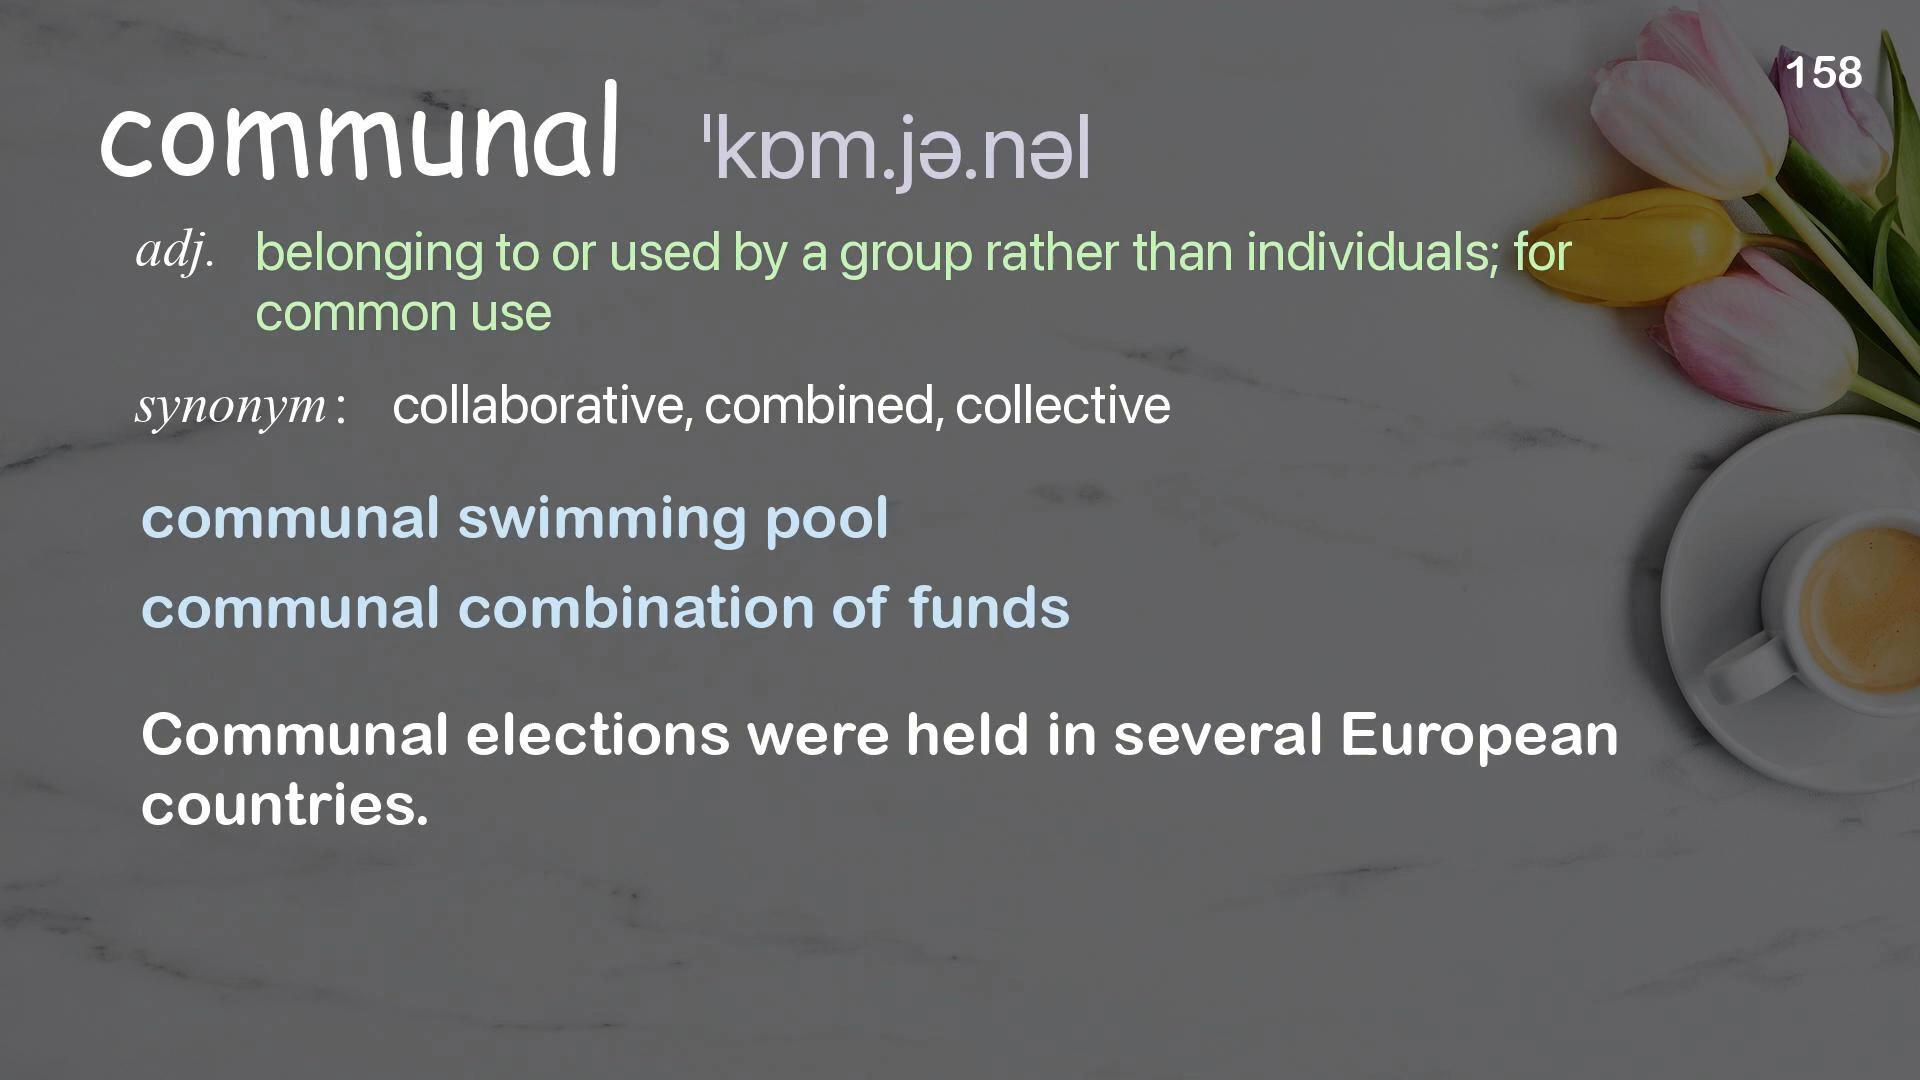 158
communal ˈkɒm.jə.nəl
adj. belonging to or used by a group rather than individuals; for
common use
synonym : collaborative, combined, collective
communal swimming pool
communal combination of funds
Communal elections were held in several European
countries.